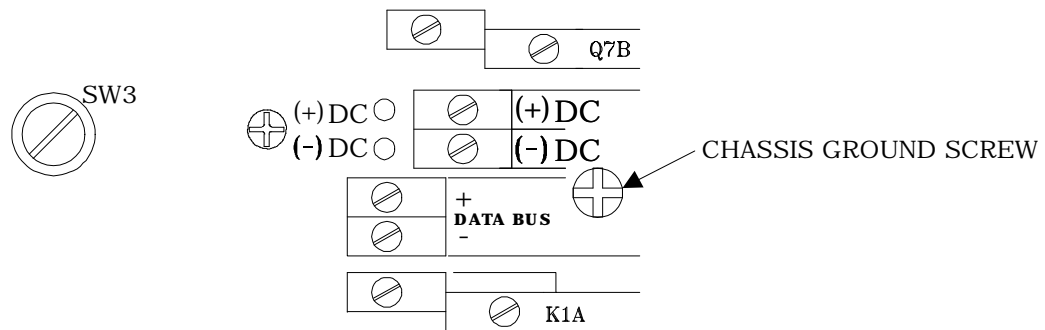 Q7B
SW3
(+) DC
(+) DC
(-) DC
(-) DC
CHASSIS GROUND SCREW
+
DATA BUS
-
K1A